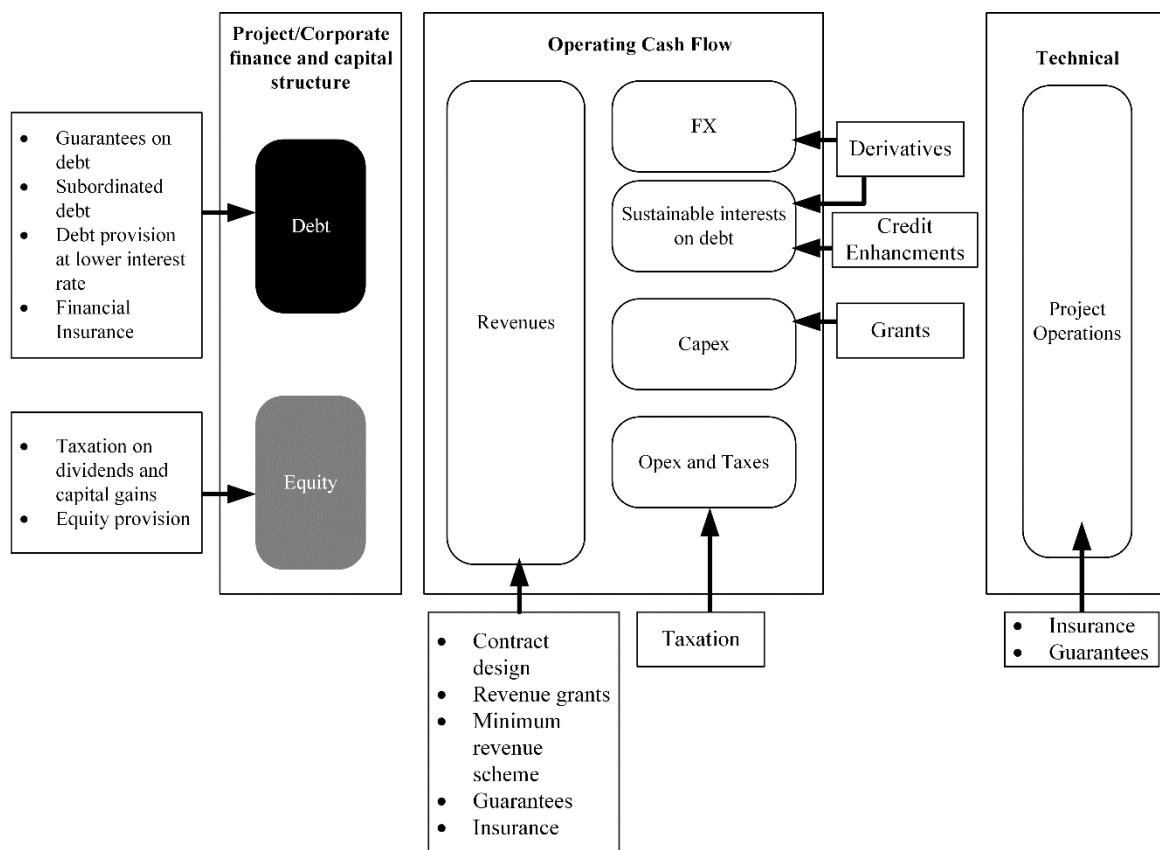 Project/Corporate
finance and capital
structure
• Guarantees on
debt
• Subordinated
debt
• Debt provision
at lower interest
rate
• Financial
Insurance
Debt
• Taxation on
dividends and
capital gains
• Equity provision
Equity
Operating Cash Flow
Revenues
FX
Sustainable interests
on debt
Capex
Opex and Taxes
Derivatives
Credit
Enhancments
Grants
• Contract
design
• Revenue grants
• Minimum
revenue
scheme
• Guarantees
• Insurance
Taxation
Technical
Project
Operations
• Insurance
• Guarantees